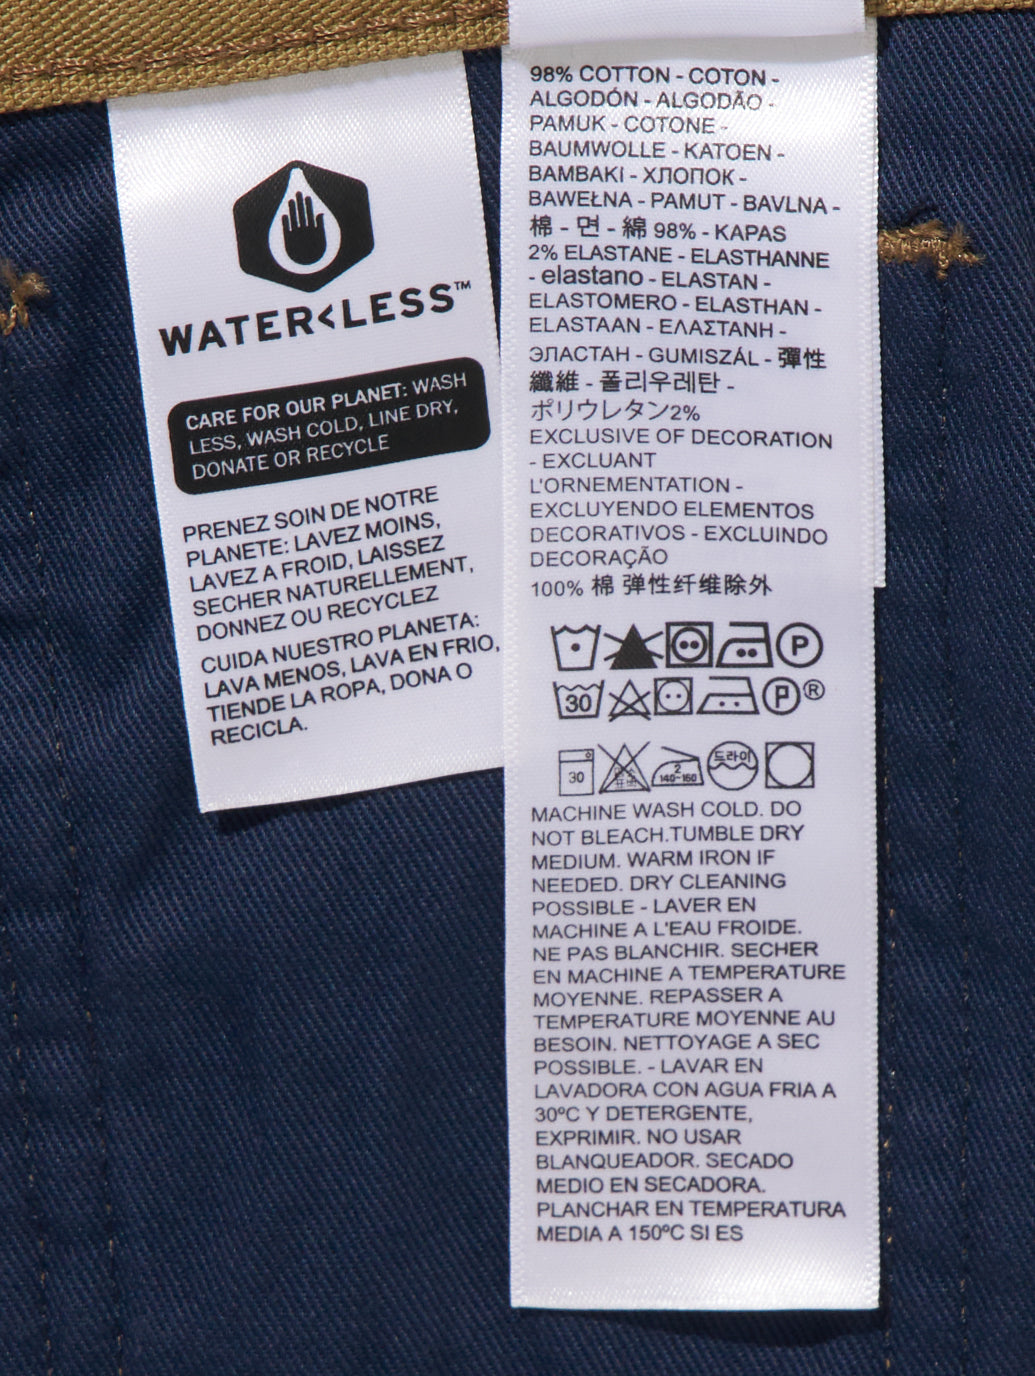 WATER<LESS™
CARE FOR OUR PLANET: WASH
LESS, WASH COLD, LINE DRY,
DONATE OR RECYCLE
PRENEZ SOIN DE NOTRE
PLANETE: LAVEZ MOINS,
LAVEZ A FROID, LAISSEZ
SECHER NATURELLEMENT,
DONNEZ OU RECYCLEZ
CUIDA NUESTRO PLANETA:
LAVA MENOS, LAVA EN FRIO,
TIENDE LA ROPA, DONA O
RECICLA.
98% COTTON - COTON -
ALGODÓN - ALGODÃO -
PAMUK - COTONE -
BAUMWOLLE - KATOEN -
BAMBAKI - ХЛОПОК -
BAWEŁNA - PAMUT - BAVLNA -
棉 - 면 - 綿 98% - KAPAS
2% ELASTANE - ELASTHANNE
- elastano - ELASTAN -
ELASTOMERO - ELASTHAN -
ELASTAAN - ΕΛΑΣΤΑΝΗ -
ЭЛАСТАН - GUMISZÁL - 彈性
纖維 - 폴리우레탄 -
ポリウレタン2%
EXCLUSIVE OF DECORATION
- EXCLUANT
L'ORNEMENTATION -
EXCLUYENDO ELEMENTOS
DECORATIVOS - EXCLUINDO
DECORAÇÃO
100% 棉 弹性纤维除外
P
30 P ®
30 2 140~160 드라이
MACHINE WASH COLD. DO
NOT BLEACH.TUMBLE DRY
MEDIUM. WARM IRON IF
NEEDED. DRY CLEANING
POSSIBLE - LAVER EN
MACHINE A L'EAU FROIDE.
NE PAS BLANCHIR. SECHER
EN MACHINE A TEMPERATURE
MOYENNE. REPASSER A
TEMPERATURE MOYENNE AU
BESOIN. NETTOYAGE A SEC
POSSIBLE. - LAVAR EN
LAVADORA CON AGUA FRIA A
30ºC Y DETERGENTE,
EXPRIMIR. NO USAR
BLANQUEADOR. SECADO
MEDIO EN SECADORA.
PLANCHAR EN TEMPERATURA
MEDIA A 150ºC SI ES